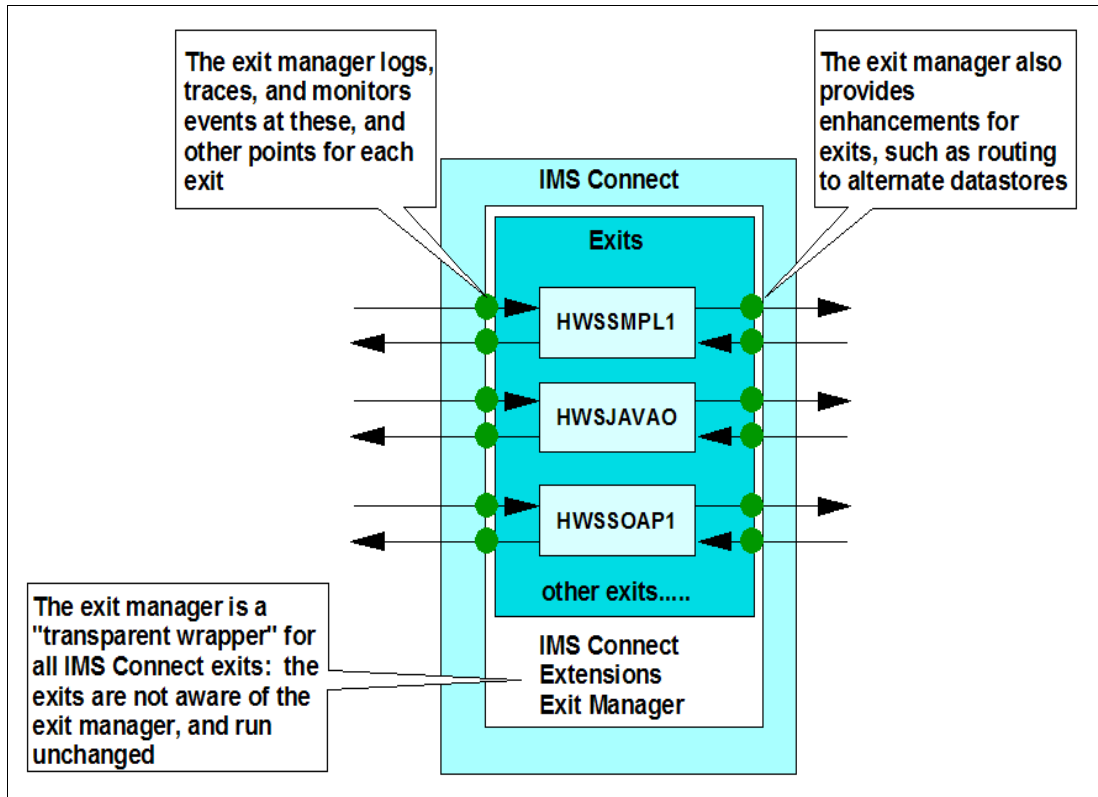 The exit manager logs,
traces, and monitors
events at these, and
other points for each
exit
The exit manager also
provides
enhancements for
exits, such as routing
to alternate datastores
IMS Connect
Exits
HWSSMPL1
HWSJAVAO
HWSSOAP1
other exits.....
IMS Connect
Extensions
Exit Manager
The exit manager is a
"transparent wrapper" for
all IMS Connect exits:  the
exits are not aware of the
exit manager, and run
unchanged